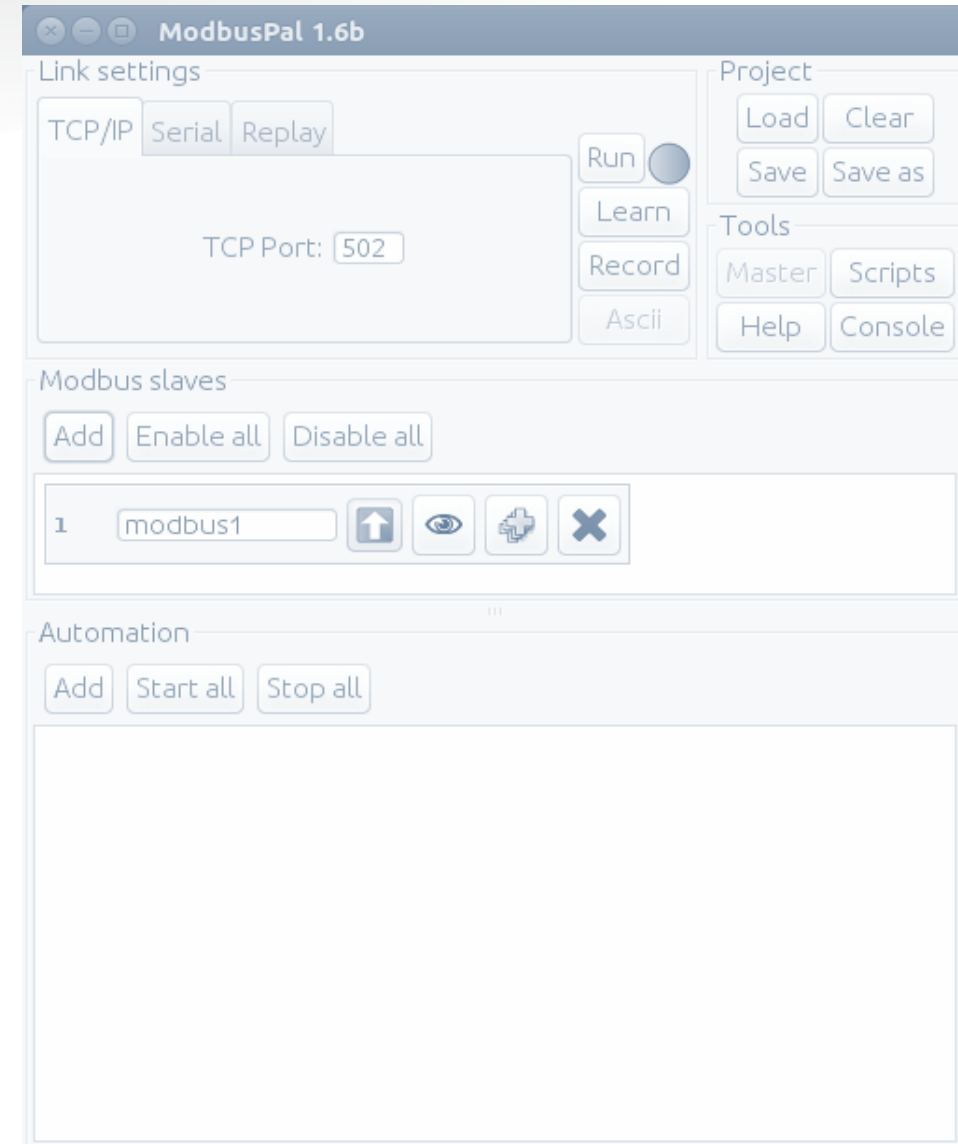 ModbusPal 1.6b
Link settings
TCP/IP Serial Replay
TCP Port: 502
Run
Learn
Record
Ascii
Project
Load Clear
Save Save as
Tools
Master Scripts
Help Console
Modbus slaves
Add Enable all Disable all
1 modbus1
Automation
Add Start all Stop all